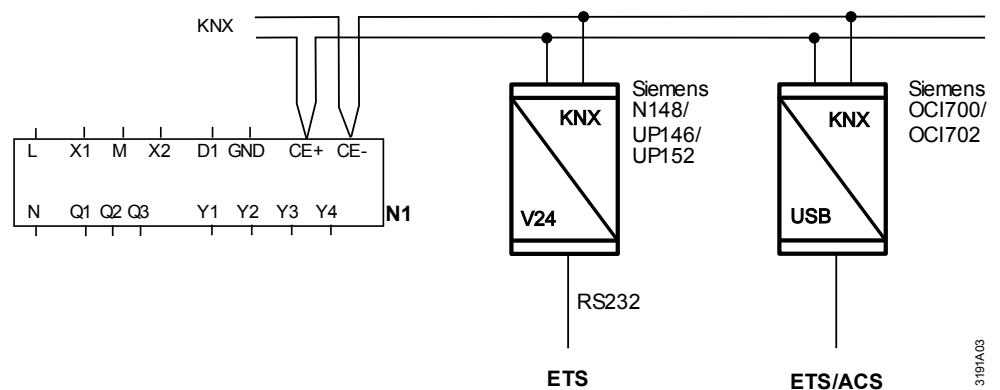 KNX
Siemens
N148/
UP146/
UP152
KNX
V24
Siemens
OCI700/
OCI702
KNX
USB
L X1 M X2 D1 GND CE+ CE-
N Q1 Q2 Q3 Y1 Y2 Y3 Y4
N1
RS232
ETS
ETS/ACS
3191A03